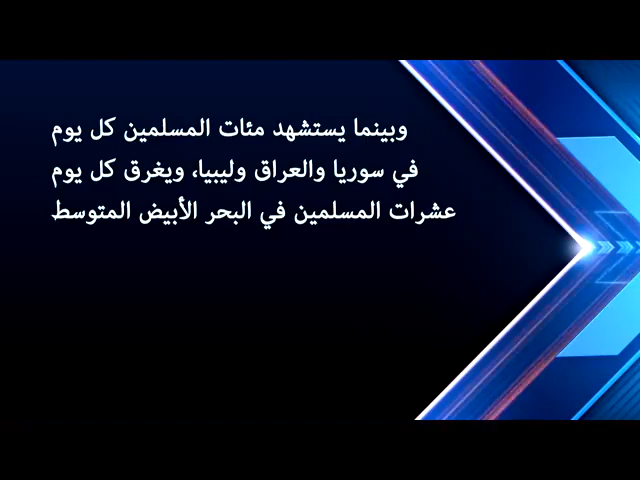 وبينما يستشهد مئات المسلمين كل يوم
في سوريا والعراق وليبيا، ويغرق كل يوم
عشرات المسلمين في البحر الأبيض المتوسط